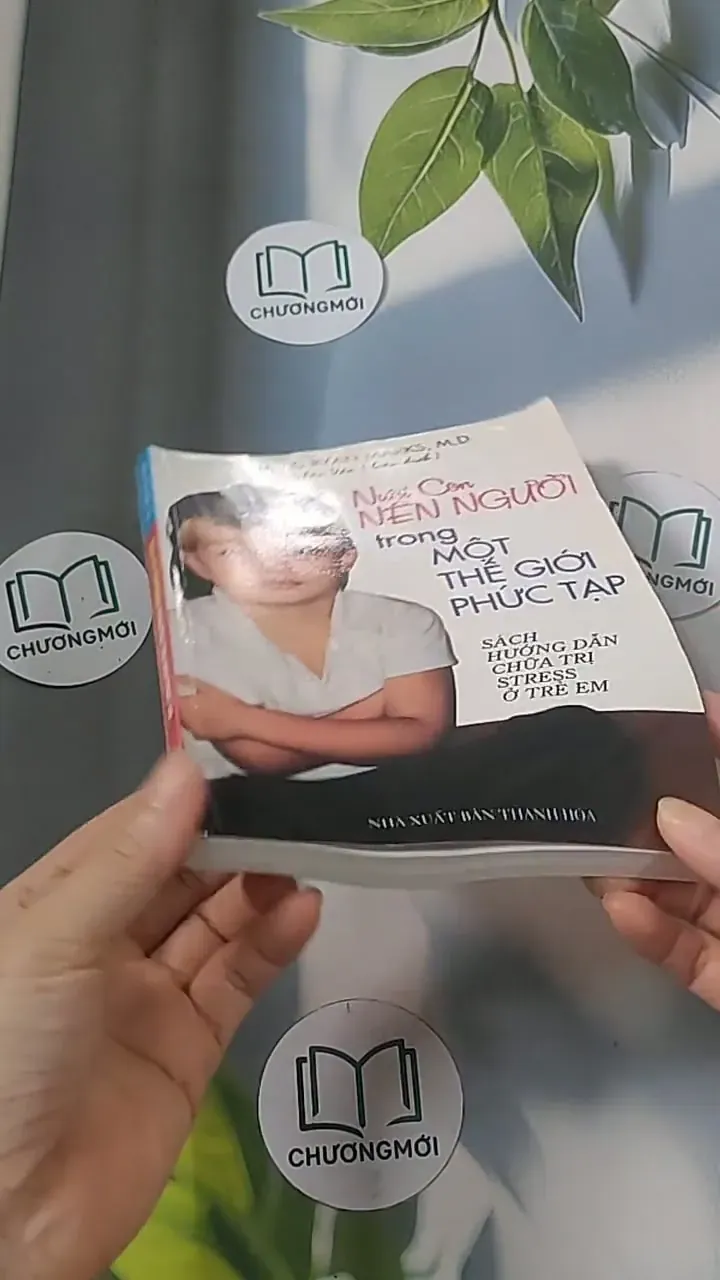 CHƯƠNGMỚI
MARKS, M.D
Nuôi Con
NÊN NGƯỜI
trong
MỘT
THẾ GIỚI
PHỨC TẠP
CHƯƠNGMỚI
NGMỚI
SÁCH
HƯỚNG DẪN
CHỮA TRỊ
STRESS
Ở TRẺ EM
NHÀ XUẤT BẢN THANH HÓA
CHƯƠNGMỚI